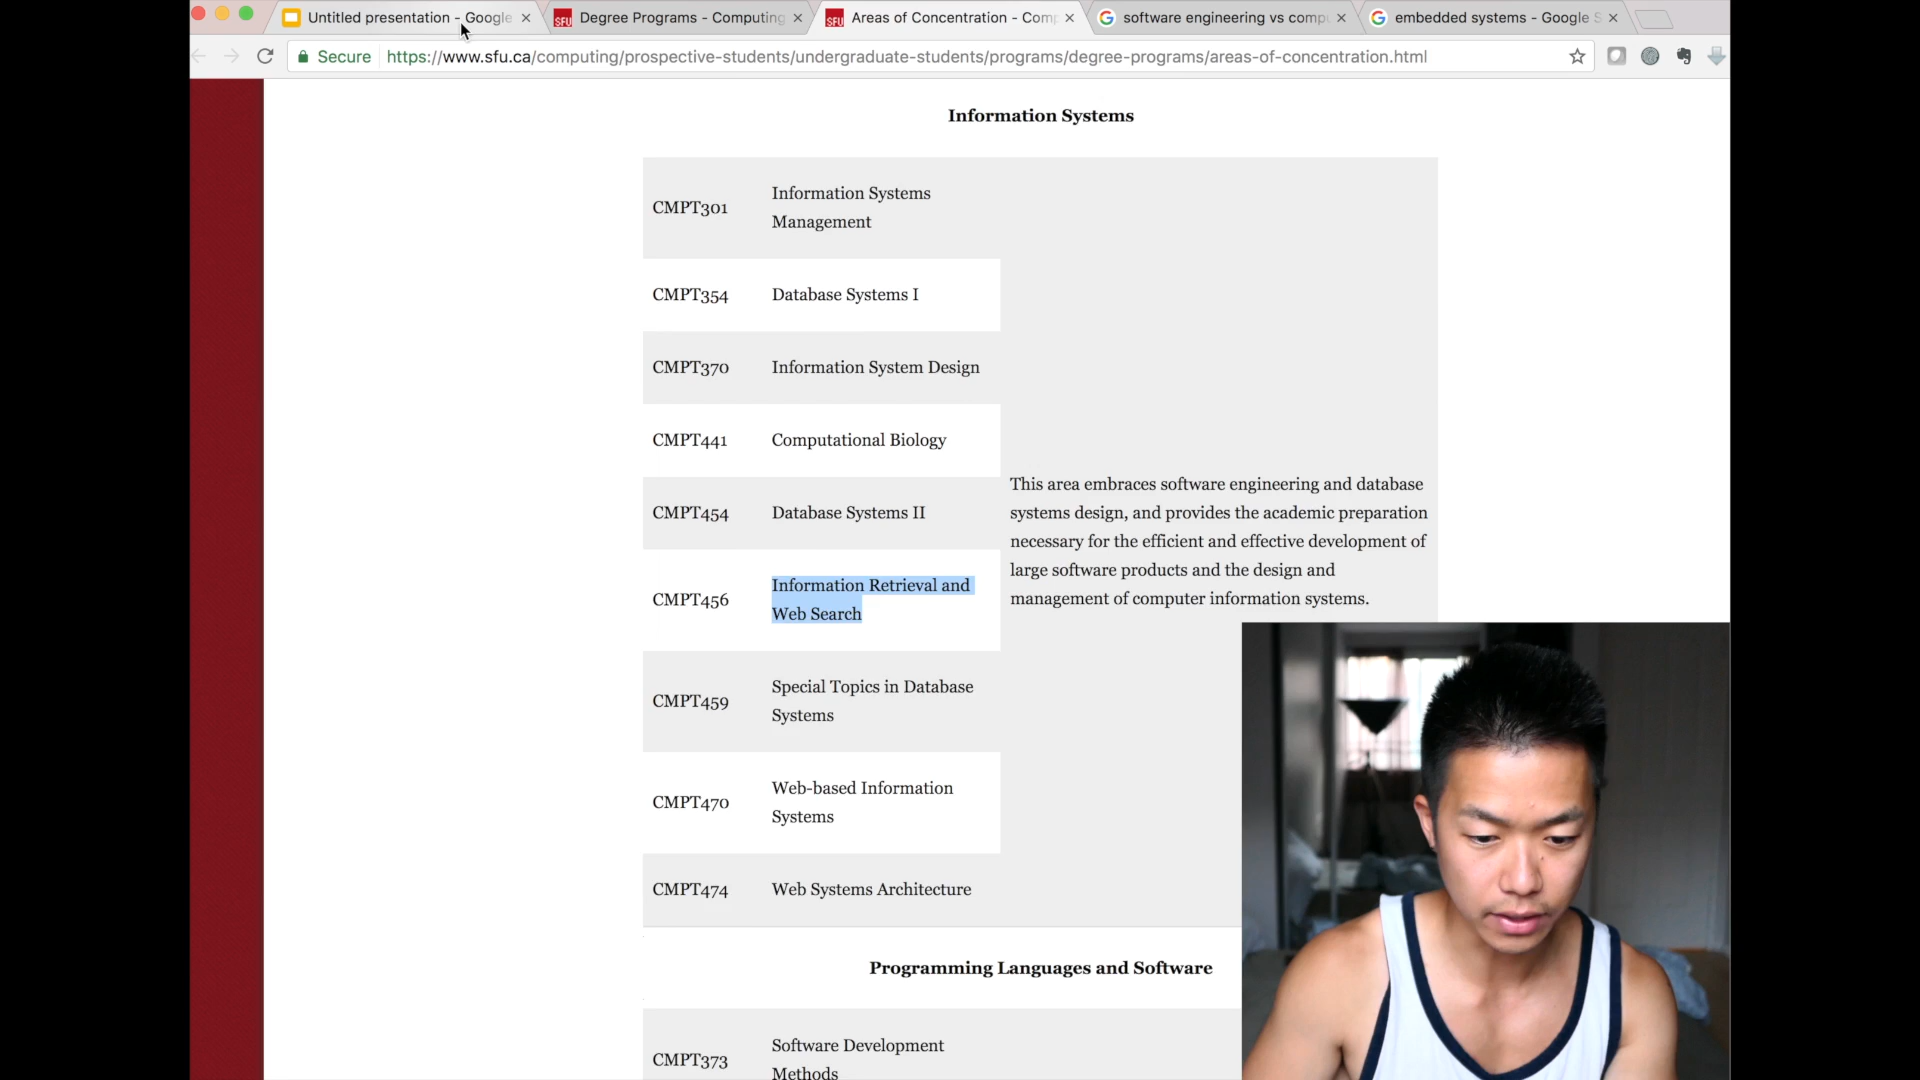 Untitled presentation - Google
Degree Programs - Computing
Areas of Concentration - Comp
software engineering vs compu
embedded systems - Google S
Secure
https://www.sfu.ca/computing/prospective-students/undergraduate-students/programs/degree-programs/areas-of-concentration.html
Information Systems
CMPT301
Information Systems
Management
CMPT354
Database Systems I
CMPT370
Information System Design
CMPT441
Computational Biology
CMPT454
Database Systems II
CMPT456
Information Retrieval and
Web Search
CMPT459
Special Topics in Database
Systems
CMPT470
Web-based Information
Systems
CMPT474
Web Systems Architecture
This area embraces software engineering and database
systems design, and provides the academic preparation
necessary for the efficient and effective development of
large software products and the design and
management of computer information systems.
Programming Languages and Software
CMPT373
Software Development
Methods